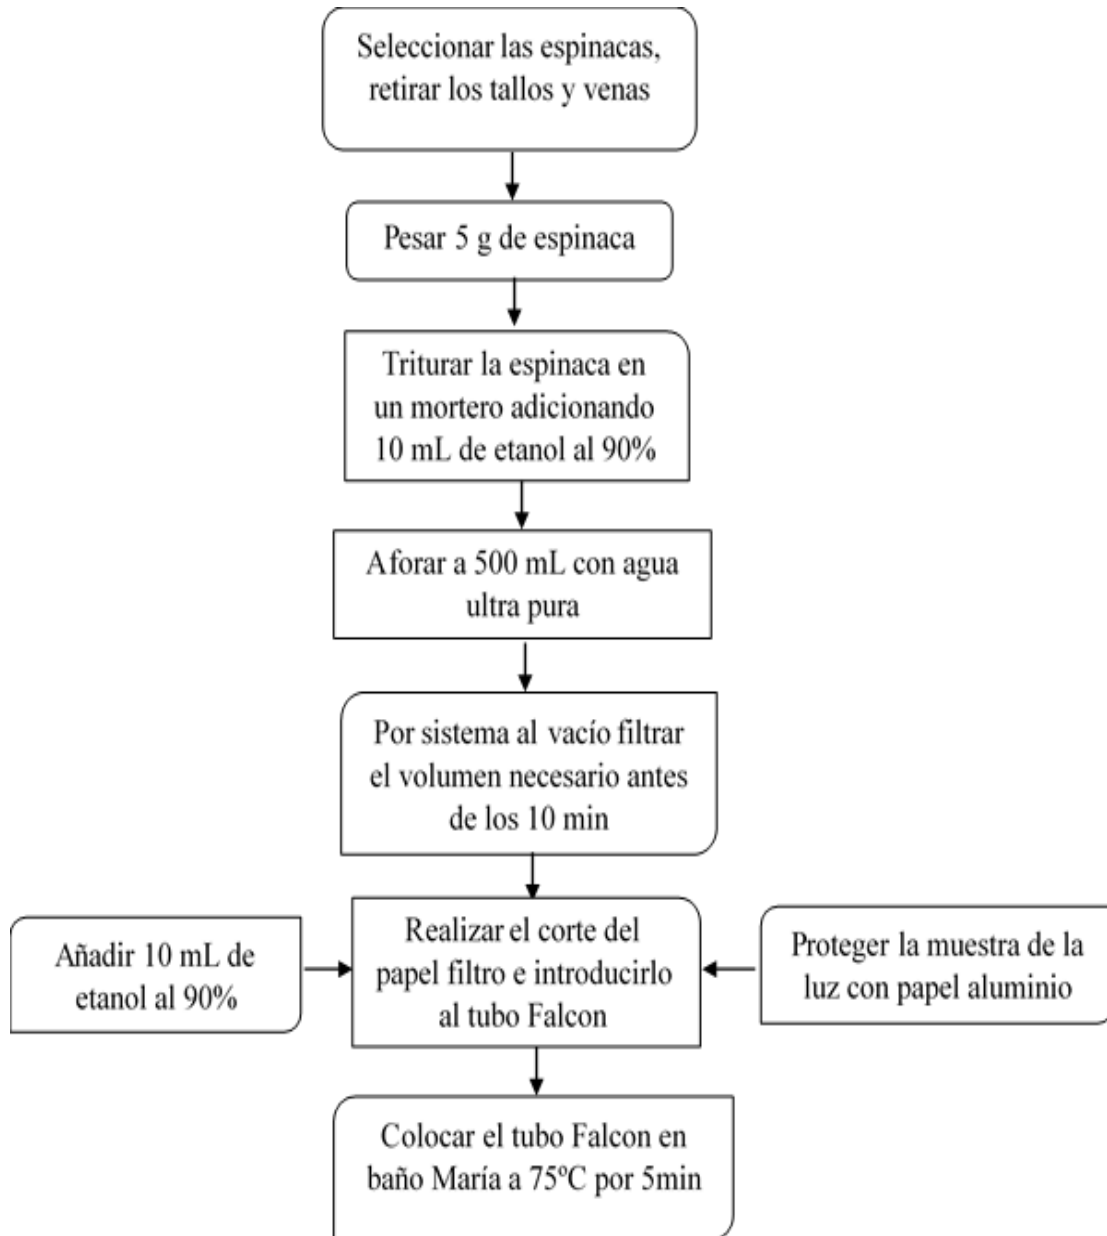 Seleccionar las espinacas,
retirar los tallos y venas
Pesar 5 g de espinaca
Triturar la espinaca en
un mortero adicionando
10 mL de etanol al 90%
Aforar a 500 mL con agua
ultra pura
Por sistema al vacío filtrar
el volumen necesario antes
de los 10 min
Añadir 10 mL de
etanol al 90%
Realizar el corte del
papel filtro e introducirlo
al tubo Falcon
Proteger la muestra de la
luz con papel aluminio
Colocar el tubo Falcon en
baño María a 75ºC por 5min